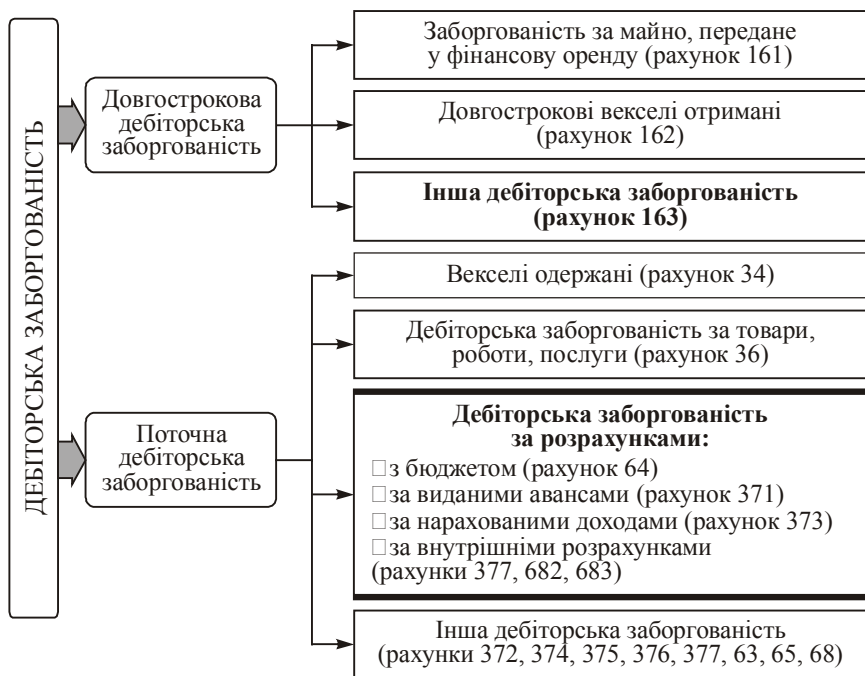 ДЕБІТОРСЬКА ЗАБОРГОВАНІСТЬ
Довгострокова
дебіторська
заборгованість
Заборгованість за майно, передане
у фінансову оренду (рахунок 161)
Довгострокові векселі отримані
(рахунок 162)
Інша дебіторська заборгованість
(рахунок 163)
Поточна
дебіторська
заборгованість
Векселі одержані (рахунок 34)
Дебіторська заборгованість за товари,
роботи, послуги (рахунок 36)
Дебіторська заборгованість
за розрахунками:
□з бюджетом (рахунок 64)
□за виданими авансами (рахунок 371)
□за нарахованими доходами (рахунок 373)
□за внутрішніми розрахунками
(рахунки 377, 682, 683)
Інша дебіторська заборгованість
(рахунки 372, 374, 375, 376, 377, 63, 65, 68)